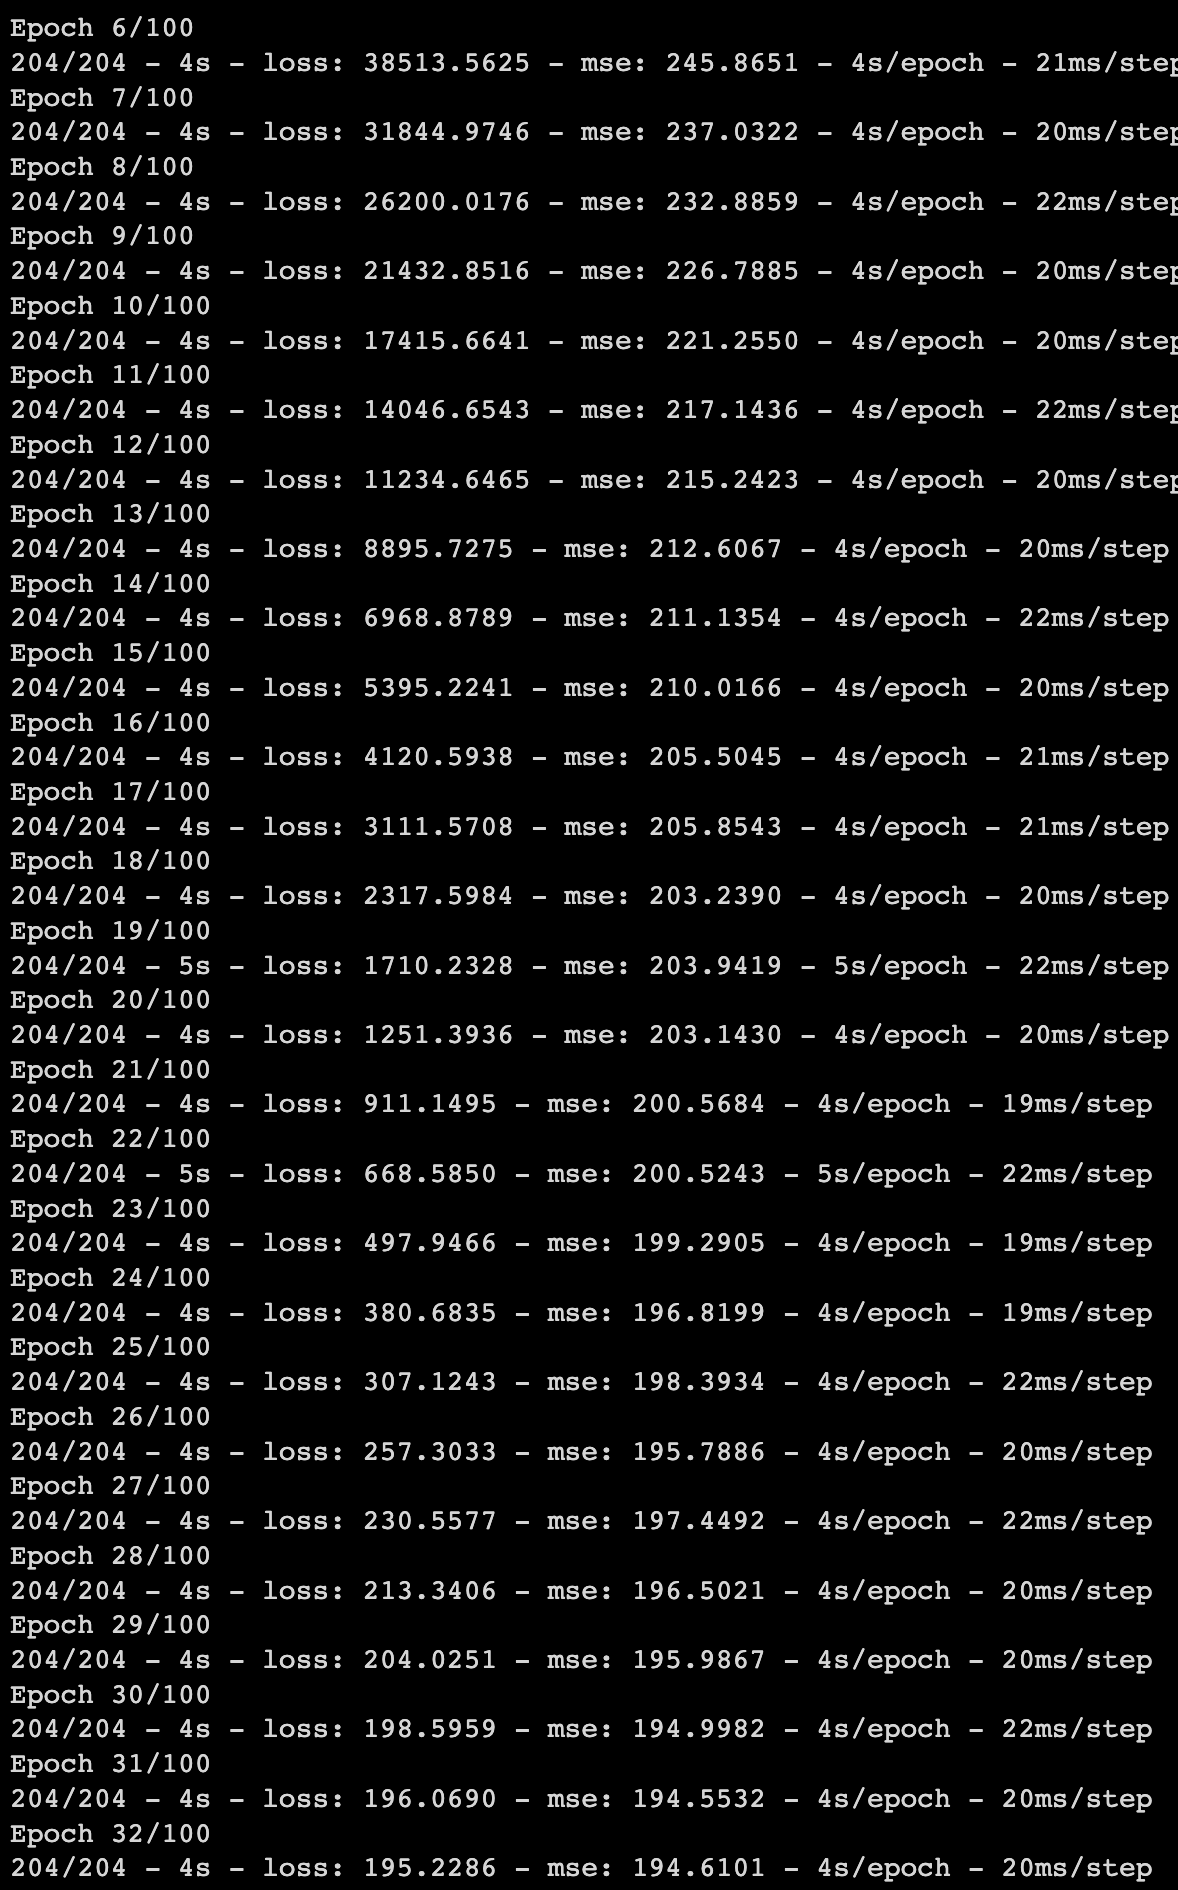 Epoch 6/100
204/204 - 4s - loss: 38513.5625 - mse: 245.8651 - 4s/epoch - 21ms/step
Epoch 7/100
204/204 - 4s - loss: 31844.9746 - mse: 237.0322 - 4s/epoch - 20ms/step
Epoch 8/100
204/204 - 4s - loss: 26200.0176 - mse: 232.8859 - 4s/epoch - 22ms/step
Epoch 9/100
204/204 - 4s - loss: 21432.8516 - mse: 226.7885 - 4s/epoch - 20ms/step
Epoch 10/100
204/204 - 4s - loss: 17415.6641 - mse: 221.2550 - 4s/epoch - 20ms/step
Epoch 11/100
204/204 - 4s - loss: 14046.6543 - mse: 217.1436 - 4s/epoch - 22ms/step
Epoch 12/100
204/204 - 4s - loss: 11234.6465 - mse: 215.2423 - 4s/epoch - 20ms/step
Epoch 13/100
204/204 - 4s - loss: 8895.7275 - mse: 212.6067 - 4s/epoch - 20ms/step
Epoch 14/100
204/204 - 4s - loss: 6968.8789 - mse: 211.1354 - 4s/epoch - 22ms/step
Epoch 15/100
204/204 - 4s - loss: 5395.2241 - mse: 210.0166 - 4s/epoch - 20ms/step
Epoch 16/100
204/204 - 4s - loss: 4120.5938 - mse: 205.5045 - 4s/epoch - 21ms/step
Epoch 17/100
204/204 - 4s - loss: 3111.5708 - mse: 205.8543 - 4s/epoch - 21ms/step
Epoch 18/100
204/204 - 4s - loss: 2317.5984 - mse: 203.2390 - 4s/epoch - 20ms/step
Epoch 19/100
204/204 - 5s - loss: 1710.2328 - mse: 203.9419 - 5s/epoch - 22ms/step
Epoch 20/100
204/204 - 4s - loss: 1251.3936 - mse: 203.1430 - 4s/epoch - 20ms/step
Epoch 21/100
204/204 - 4s - loss: 911.1495 - mse: 200.5684 - 4s/epoch - 19ms/step
Epoch 22/100
204/204 - 5s - loss: 668.5850 - mse: 200.5243 - 5s/epoch - 22ms/step
Epoch 23/100
204/204 - 4s - loss: 497.9466 - mse: 199.2905 - 4s/epoch - 19ms/step
Epoch 24/100
204/204 - 4s - loss: 380.6835 - mse: 196.8199 - 4s/epoch - 19ms/step
Epoch 25/100
204/204 - 4s - loss: 307.1243 - mse: 198.3934 - 4s/epoch - 22ms/step
Epoch 26/100
204/204 - 4s - loss: 257.3033 - mse: 195.7886 - 4s/epoch - 20ms/step
Epoch 27/100
204/204 - 4s - loss: 230.5577 - mse: 197.4492 - 4s/epoch - 22ms/step
Epoch 28/100
204/204 - 4s - loss: 213.3406 - mse: 196.5021 - 4s/epoch - 20ms/step
Epoch 29/100
204/204 - 4s - loss: 204.0251 - mse: 195.9867 - 4s/epoch - 20ms/step
Epoch 30/100
204/204 - 4s - loss: 198.5959 - mse: 194.9982 - 4s/epoch - 22ms/step
Epoch 31/100
204/204 - 4s - loss: 196.0690 - mse: 194.5532 - 4s/epoch - 20ms/step
Epoch 32/100
204/204 - 4s - loss: 195.2286 - mse: 194.6101 - 4s/epoch - 20ms/step